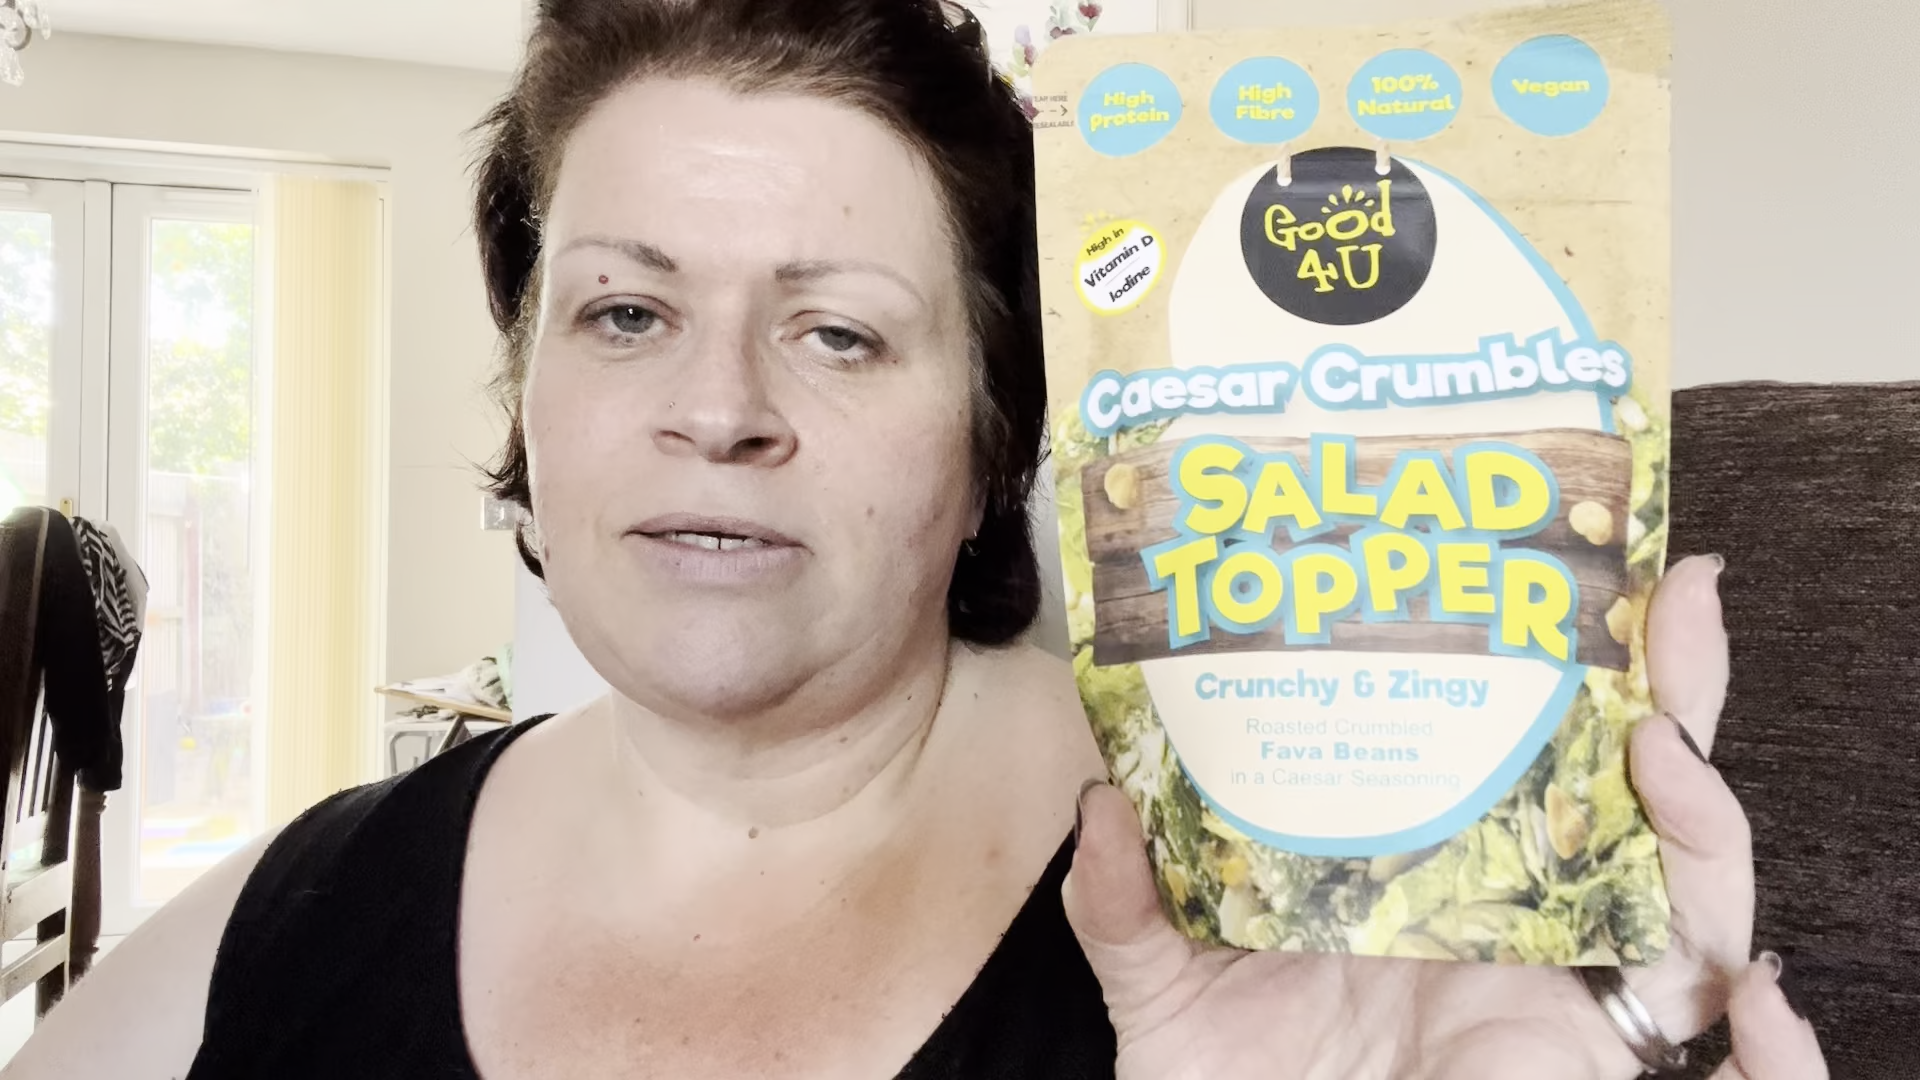 High
Protein
High
Fibre
100%
Natural
Vegan
Good
4U
High in
Vitamin D
Iodine
Caesar Crumbles
SALAD
TOPPER
Crunchy & Zingy
Roasted Crumbled
Fava Beans
in a Caesar Seasoning